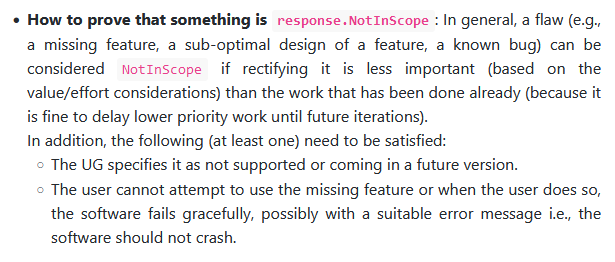 • How to prove that something is response.NotInScope : In general, a flaw (e.g.,
a missing feature, a sub-optimal design of a feature, a known bug) can be
considered NotInScope if rectifying it is less important (based on the
value/effort considerations) than the work that has been done already (because it
is fine to delay lower priority work until future iterations).
In addition, the following (at least one) need to be satisfied:
◦ The UG specifies it as not supported or coming in a future version.
◦ The user cannot attempt to use the missing feature or when the user does so,
the software fails gracefully, possibly with a suitable error message i.e., the
software should not crash.